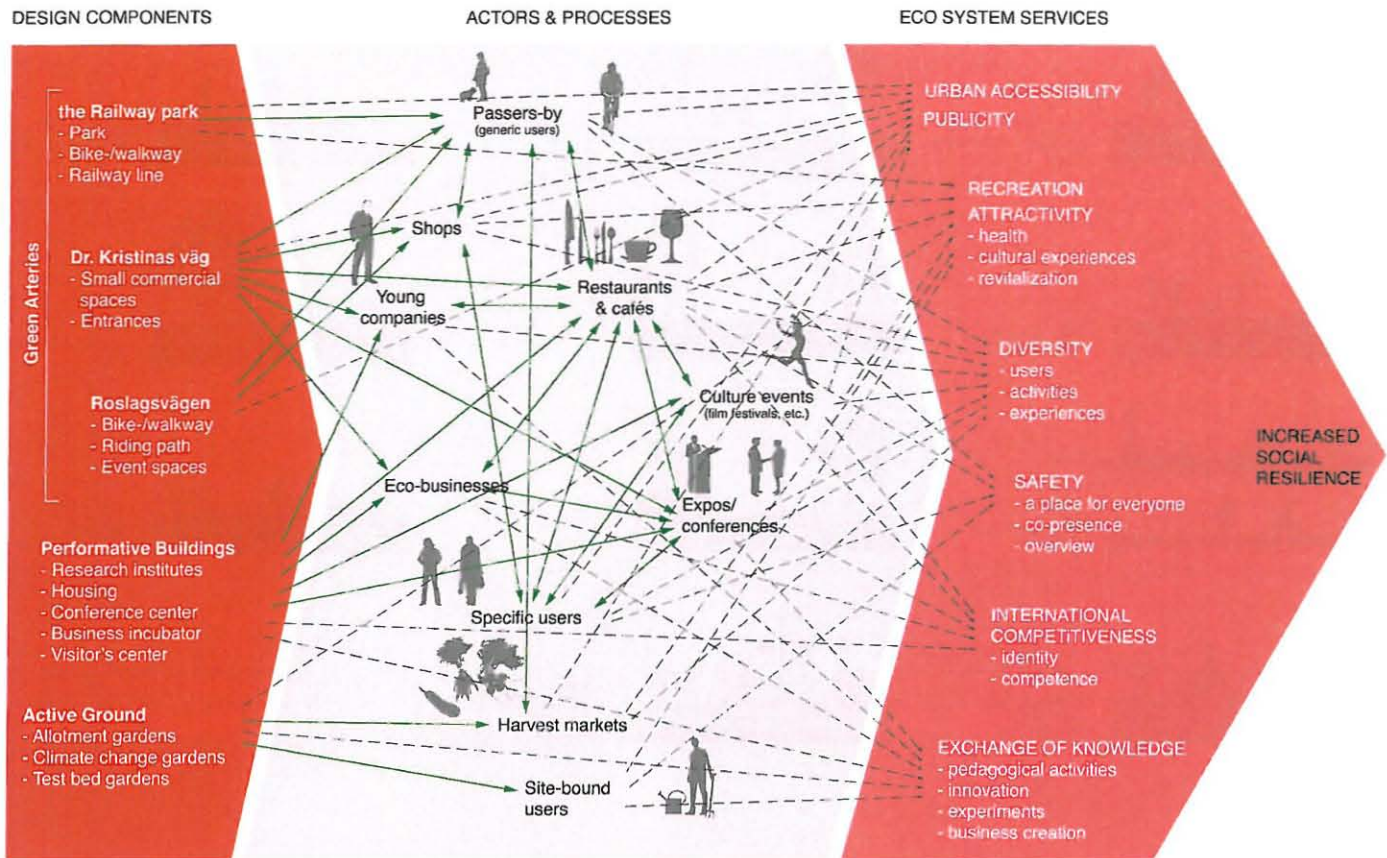 DESIGN COMPONENTS
ACTORS & PROCESSES
ECO SYSTEM SERVICES
Green Arteries
the Railway park
- Park
- Bike-/walkway
- Railway line
Dr. Kristinas väg
- Small commercial
spaces
- Entrances
Roslagsvägen
- Bike-/walkway
- Riding path
- Event spaces
Performative Buildings
- Research institutes
- Housing
- Conference center
- Business incubator
- Visitor's center
Active Ground
- Allotment gardens
- Climate change gardens
- Test bed gardens
Passers-by
(generic users)
Shops
Restaurants
& cafés
Young
companies
Culture events
(film festivals, etc.)
Eco-businesses
Expos/
conferences
Specific users
Harvest markets
Site-bound
users
URBAN ACCESSIBILITY
PUBLICITY
RECREATION
ATTRACTIVITY
- health
- cultural experiences
- revitalization
DIVERSITY
- users
- activities
- experiences
SAFETY
- a place for everyone
- co-presence
- overview
INTERNATIONAL
COMPETITIVENESS
- identity
- competence
EXCHANGE OF KNOWLEDGE
- pedagogical activities
- innovation
- experiments
- business creation
INCREASED
SOCIAL
RESILIENCE